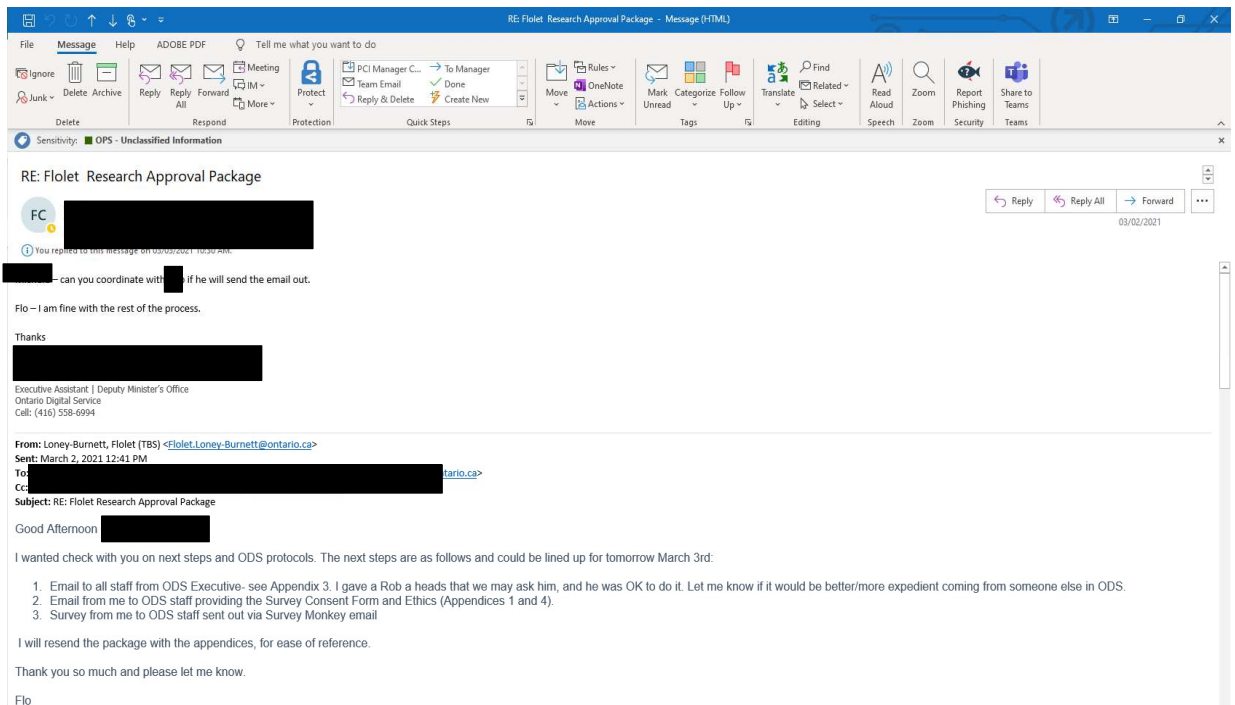 RE: Flolet  Research Approval Package  -  Message (HTML)
File Message Help ADOBE PDF Tell me what you want to do
Ignore
Junk
Delete Archive
Delete
Reply Reply All Forward
Meeting
IM
More
Respond
Protect
Protection
PCI Manager C... To Manager
Team Email Done
Reply & Delete Create New
Quick Steps
Move
Rules
OneNote
Actions
Move
Mark Unread Categorize Follow Up
Tags
Translate
Find
Related
Select
Editing
Read Aloud
Speech
Zoom
Zoom
Report Phishing
Security
Share to Teams
Teams
Sensitivity: OPS - Unclassified Information
RE: Flolet  Research Approval Package
Reply Reply All Forward ...
03/02/2021
FC
You replied to this message on 03/03/2021 10:30 AM.
– can you coordinate with if he will send the email out.
Flo – I am fine with the rest of the process.
Thanks
Executive Assistant | Deputy Minister's Office
Ontario Digital Service
Cell: (416) 558-6994
From: Loney-Burnett, Flolet (TBS) <Flolet.Loney-Burnett@ontario.ca>
Sent: March 2, 2021 12:41 PM
To: tario.ca>
Cc:
Subject: RE: Flolet Research Approval Package
Good Afternoon
I wanted check with you on next steps and ODS protocols. The next steps are as follows and could be lined up for tomorrow March 3rd:
1. Email to all staff from ODS Executive- see Appendix 3. I gave a Rob a heads that we may ask him, and he was OK to do it. Let me know if it would be better/more expedient coming from someone else in ODS.
2. Email from me to ODS staff providing the Survey Consent Form and Ethics (Appendices 1 and 4).
3. Survey from me to ODS staff sent out via Survey Monkey email
I will resend the package with the appendices, for ease of reference.
Thank you so much and please let me know.
Flo